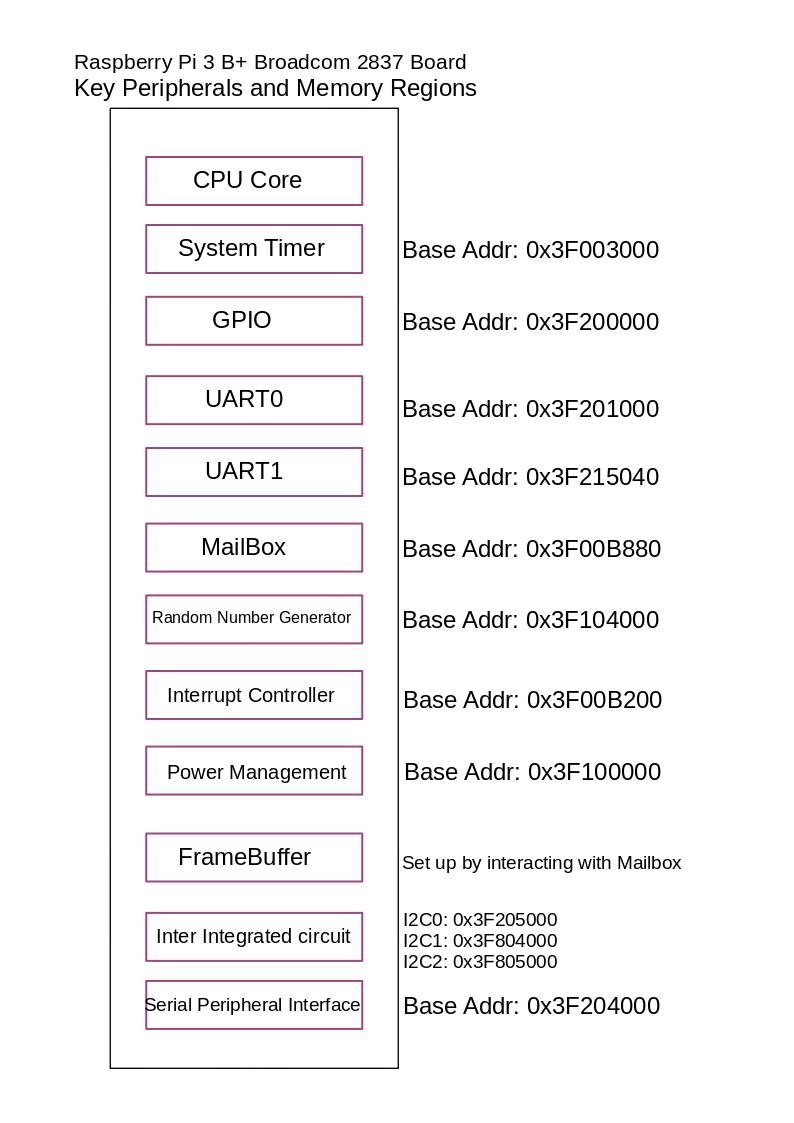 Raspberry Pi 3 B+ Broadcom 2837 Board
Key Peripherals and Memory Regions
CPU Core
System Timer
Base Addr: 0x3F003000
GPIO
Base Addr: 0x3F200000
UART0
Base Addr: 0x3F201000
UART1
Base Addr: 0x3F215040
MailBox
Base Addr: 0x3F00B880
Random Number Generator
Base Addr: 0x3F104000
Interrupt Controller
Base Addr: 0x3F00B200
Power Management
Base Addr: 0x3F100000
FrameBuffer
Set up by interacting with Mailbox
Inter Integrated circuit
I2C0: 0x3F205000
I2C1: 0x3F804000
I2C2: 0x3F805000
Serial Peripheral Interface
Base Addr: 0x3F204000